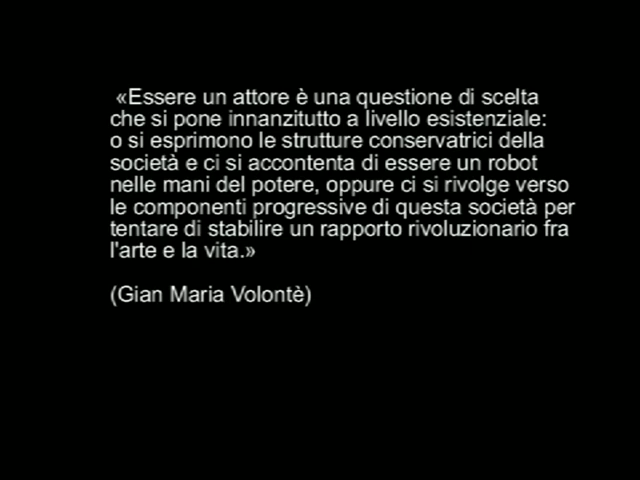 «Essere un attore è una questione di scelta
che si pone innanzitutto a livello esistenziale:
o si esprimono le strutture conservatrici della
società e ci si accontenta di essere un robot
nelle mani del potere, oppure ci si rivolge verso
le componenti progressive di questa società per
tentare di stabilire un rapporto rivoluzionario fra
l'arte e la vita.»
(Gian Maria Volontè)